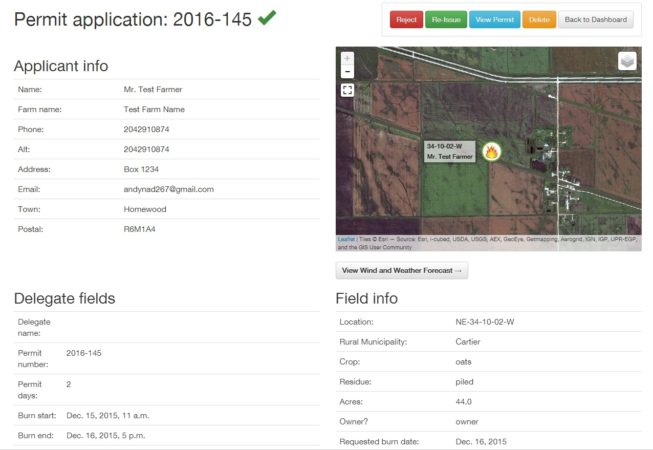 Permit application: 2016-145
Reject Re-Issue View Permit Delete Back to Dashboard
Applicant info
Name: Mr. Test Farmer
Farm name: Test Farm Name
Phone: 2042910874
Alt: 2042910874
Address: Box 1234
Email: andynad267@gmail.com
Town: Homewood
Postal: R6M1A4
+
-
34-10-02-W
Mr. Test Farmer
Leaflet | Tiles © Esri — Source: Esri, i-cubed, USDA, USGS, AEX, GeoEye, Getmapping, Aerogrid, IGN, IGP, UPR-EGP,
and the GIS User Community
View Wind and Weather Forecast →
Delegate fields
Delegate
name:
Permit
number: 2016-145
Permit
days: 2
Burn start: Dec. 15, 2015, 11 a.m.
Burn end: Dec. 16, 2015, 5 p.m.
Field info
Location: NE-34-10-02-W
Rural Municipality: Cartier
Crop: oats
Residue: piled
Acres: 44.0
Owner? owner
Requested burn date: Dec. 16, 2015